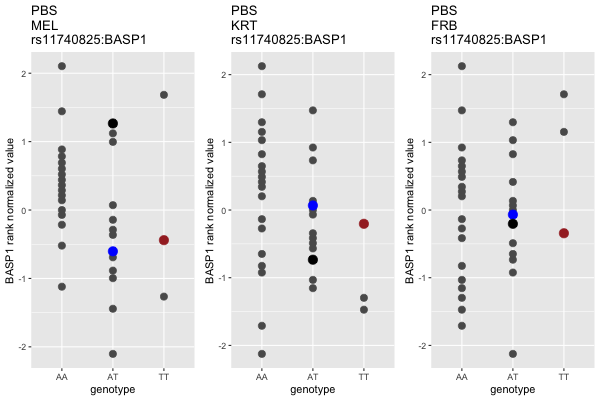 PBS
MEL
rs11740825:BASP1
BASP1 rank normalized value
2
1
0
-1
-2
AA
AT
TT
genotype
PBS
KRT
rs11740825:BASP1
BASP1 rank normalized value
2
1
0
-1
-2
AA
AT
TT
genotype
PBS
FRB
rs11740825:BASP1
BASP1 rank normalized value
2
1
0
-1
-2
AA
AT
TT
genotype